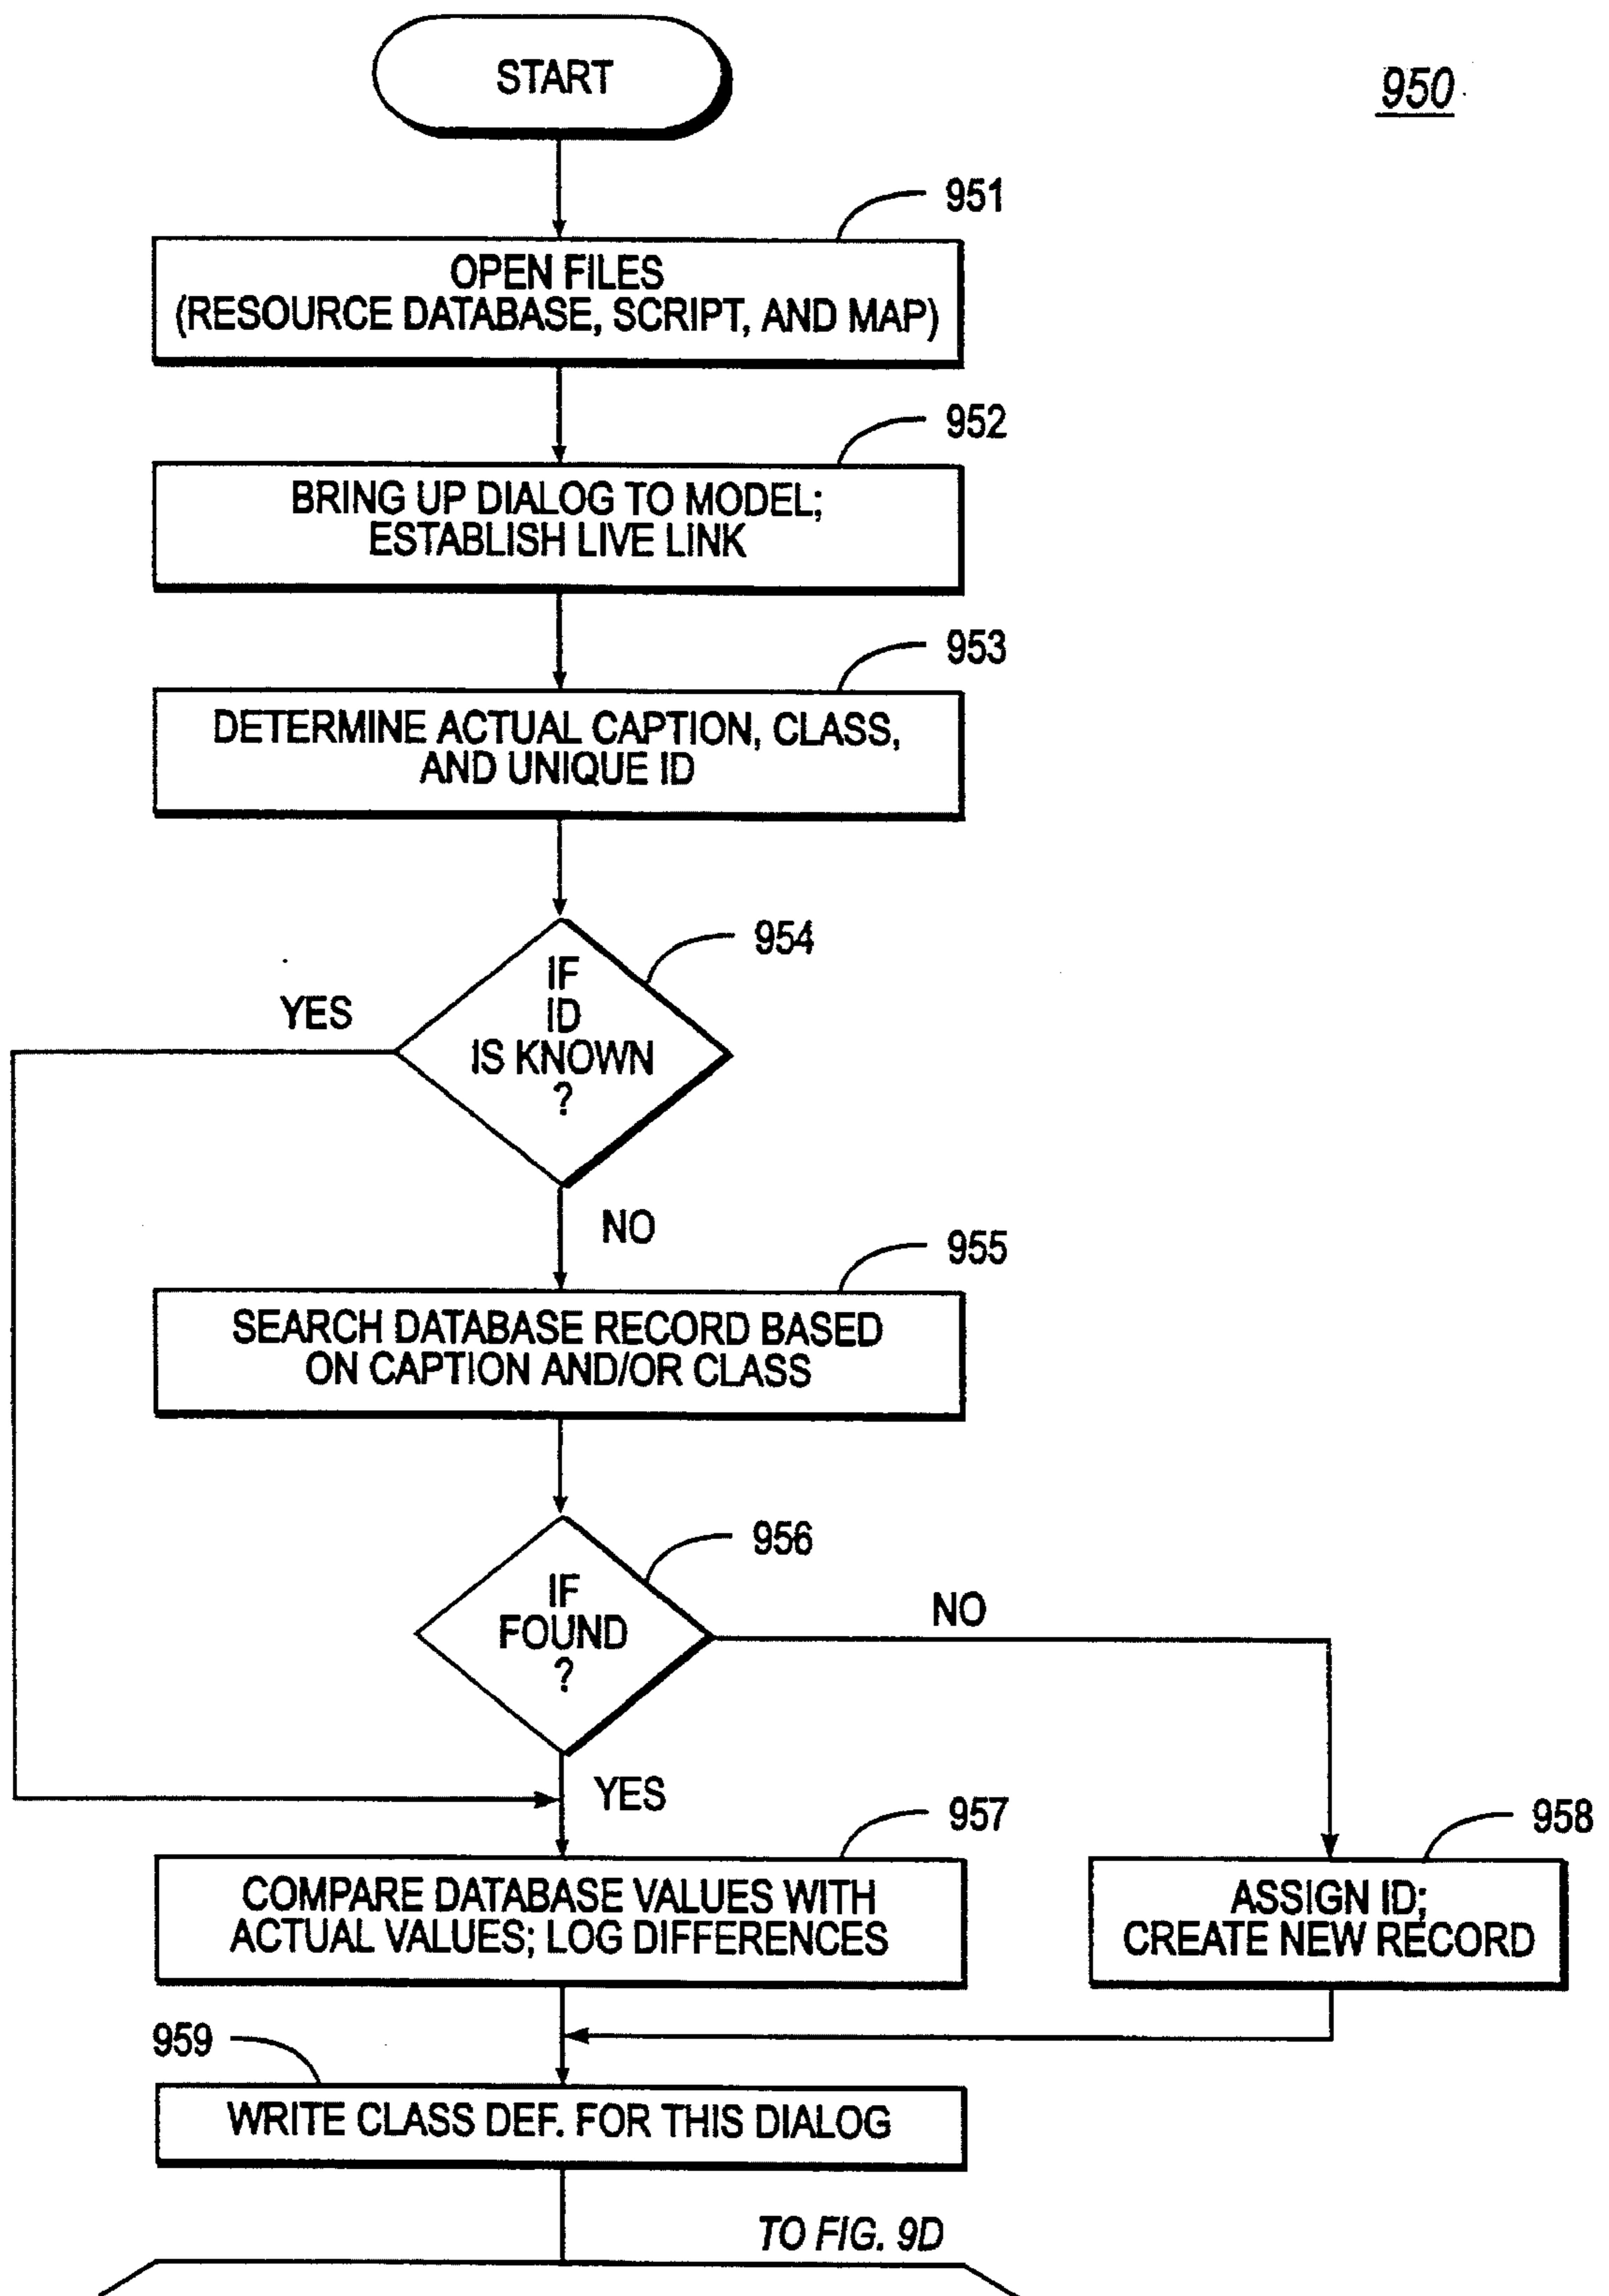 START
950
951
OPEN FILES
(RESOURCE DATABASE, SCRIPT, AND MAP)
952
BRING UP DIALOG TO MODEL;
ESTABLISH LIVE LINK
953
DETERMINE ACTUAL CAPTION, CLASS,
AND UNIQUE ID
954
IF
ID
IS KNOWN
?
YES
NO
955
SEARCH DATABASE RECORD BASED
ON CAPTION AND/OR CLASS
956
IF
FOUND
?
NO
YES
957
COMPARE DATABASE VALUES WITH
ACTUAL VALUES; LOG DIFFERENCES
958
ASSIGN ID;
CREATE NEW RECORD
959
WRITE CLASS DEF. FOR THIS DIALOG
TO FIG. 9D